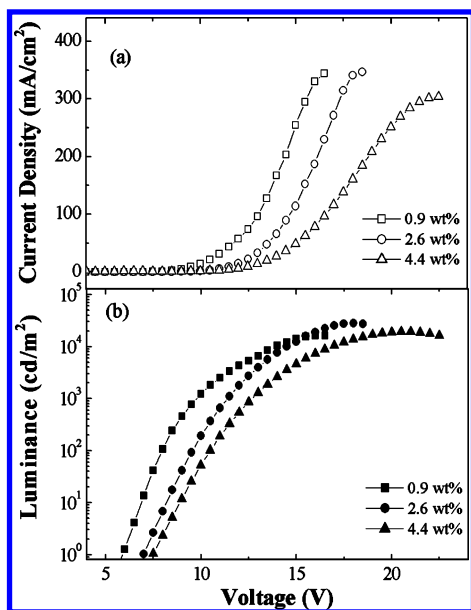 (a)
400
300
200
100
0
Current Density (mA/cm²)
0.9 wt%
2.6 wt%
4.4 wt%
(b)
10⁵
10⁴
10³
10²
10¹
10⁰
Luminance (cd/m²)
0.9 wt%
2.6 wt%
4.4 wt%
5 10 15 20
Voltage (V)